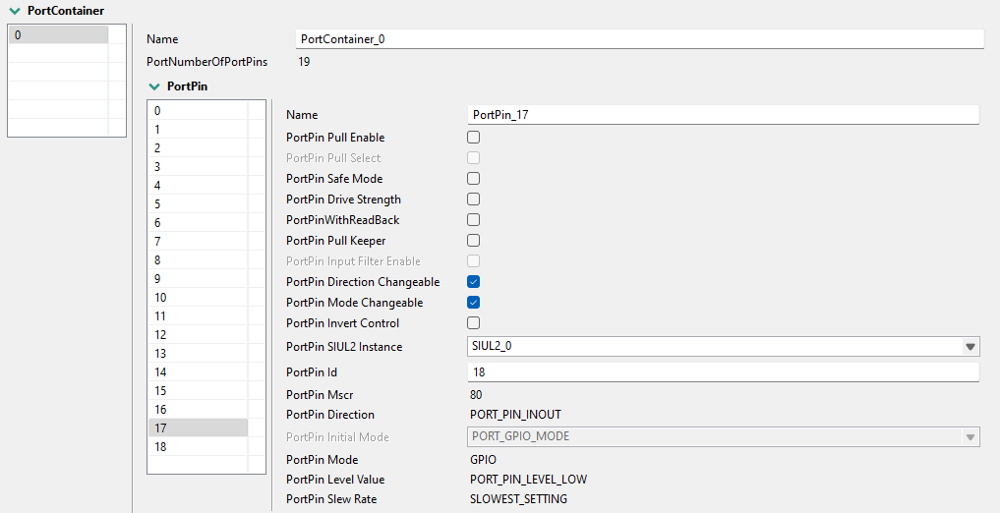 PortContainer
0
Name PortContainer_0
PortNumberOfPortPins 19
PortPin
0
1
2
3
4
5
6
7
8
9
10
11
12
13
14
15
16
17
18
Name PortPin_17
PortPin Pull Enable
PortPin Pull Select
PortPin Safe Mode
PortPin Drive Strength
PortPinWithReadBack
PortPin Pull Keeper
PortPin Input Filter Enable
PortPin Direction Changeable
PortPin Mode Changeable
PortPin Invert Control
PortPin SIUL2 Instance SIUL2_0
PortPin Id 18
PortPin Mscr 80
PortPin Direction PORT_PIN_INOUT
PortPin Initial Mode PORT_GPIO_MODE
PortPin Mode GPIO
PortPin Level Value PORT_PIN_LEVEL_LOW
PortPin Slew Rate SLOWEST_SETTING